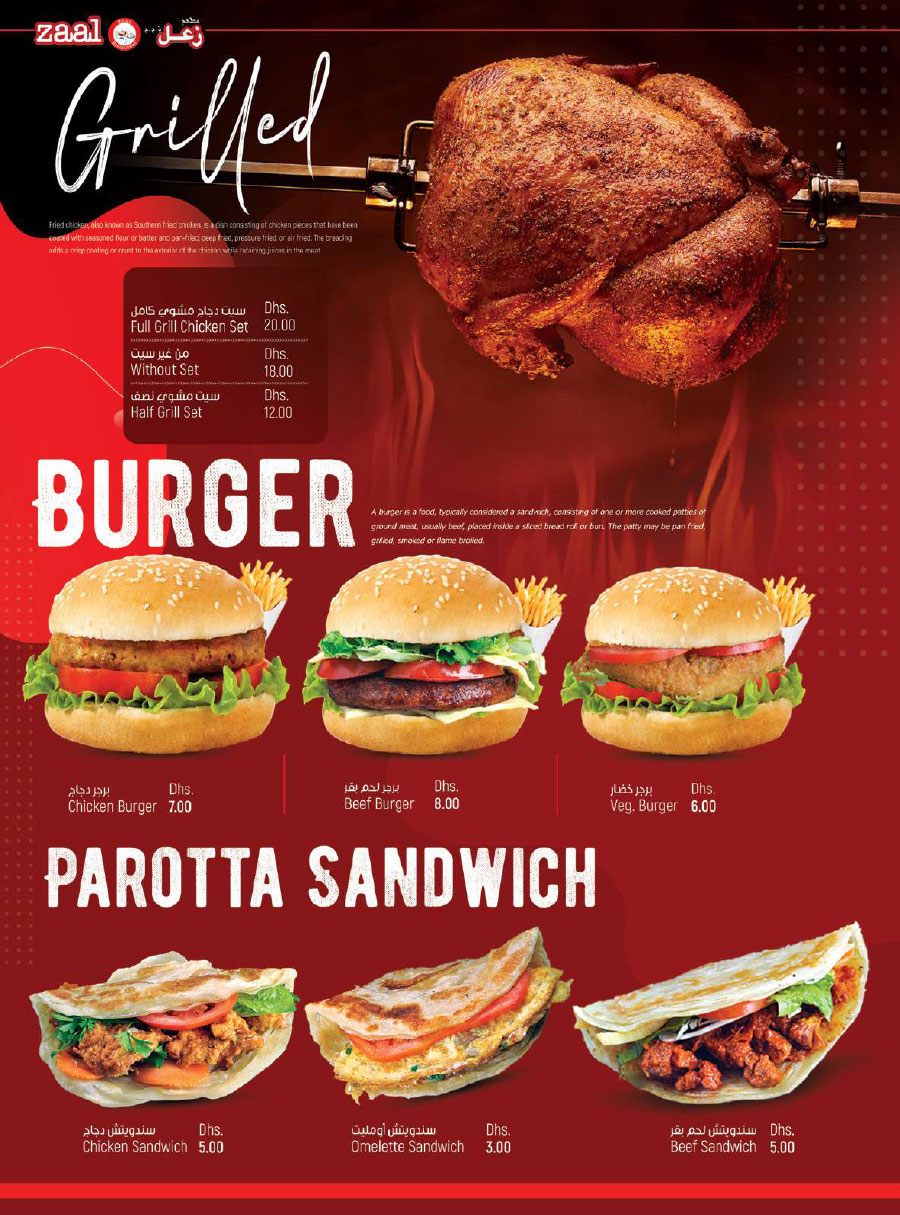 zaal
مطعم
زعل
Grilled
Fried chicken, also known as Southern fried chicken, is a dish consisting of chicken pieces that have been
coated with seasoned flour or batter and pan-fried, deep fried, pressure fried, or air fried. The breading
adds a crisp coating or crust to the exterior of the chicken while retaining juices in the meat.
سيت دجاج مشوي كامل Dhs.
Full Grill Chicken Set 20.00
من غير سيت Dhs.
Without Set 18.00
سيت مشوي نصف Dhs.
Half Grill Set 12.00
BURGER
A burger is a food, typically considered a sandwich, consisting of one or more cooked patties of
ground meat, usually beef, placed inside a sliced bread roll or bun. The patty may be pan fried,
grilled, smoked or flame broiled.
برجر دجاج Dhs.
Chicken Burger 7.00
برجر لحم بقر Dhs.
Beef Burger 8.00
برجر خضار Dhs.
Veg. Burger 6.00
PAROTTA SANDWICH
سندويتش دجاج Dhs.
Chicken Sandwich 5.00
سندويتش أومليت Dhs.
Omelette Sandwich 3.00
سندويتش لحم بقر Dhs.
Beef Sandwich 5.00